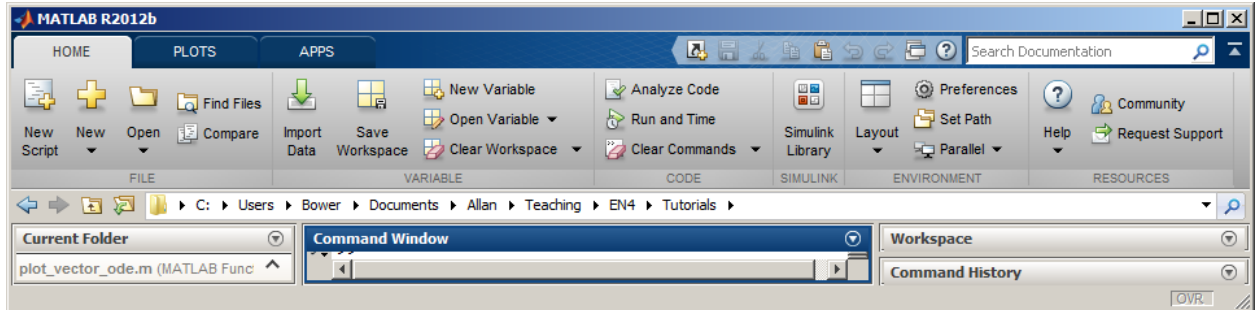 MATLAB R2012b
HOME PLOTS APPS Search Documentation
New Script
New
Open
Find Files
Compare
Import Data
Save Workspace
New Variable
Open Variable
Clear Workspace
Analyze Code
Run and Time
Clear Commands
Simulink Library
Layout
Preferences
Set Path
Parallel
Help
Community
Request Support
FILE VARIABLE CODE SIMULINK ENVIRONMENT RESOURCES
C: Users Bower Documents Allan Teaching EN4 Tutorials
Current Folder Command Window Workspace
plot_vector_ode.m (MATLAB Func Command History
OVR